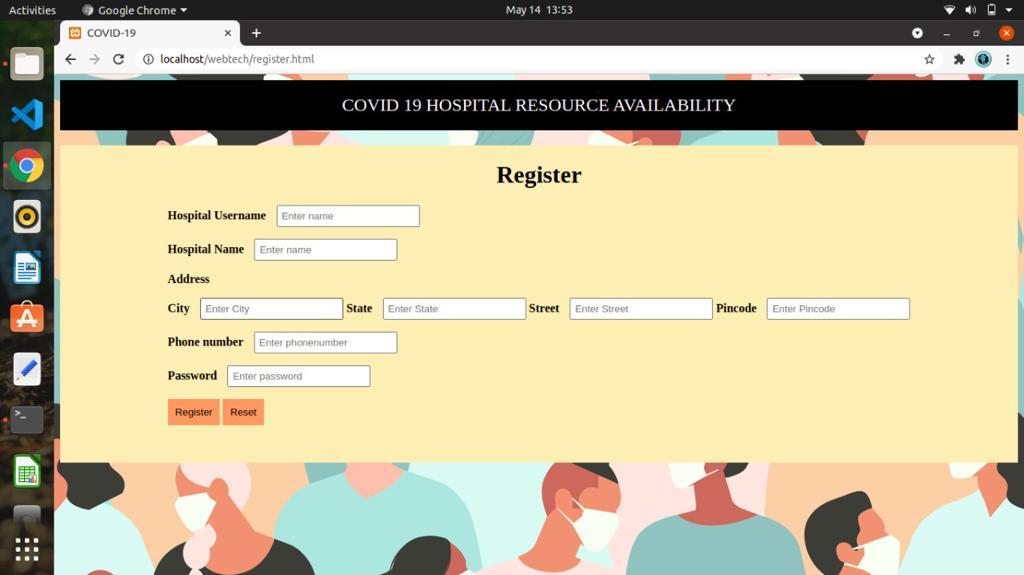 Activities Google Chrome May 14 13:53
COVID-19
localhost/webtech/register.html
COVID 19 HOSPITAL RESOURCE AVAILABILITY
Register
Hospital Username Enter name
Hospital Name Enter name
Address
City Enter City State Enter State Street Enter Street Pincode Enter Pincode
Phone number Enter phonenumber
Password Enter password
Register Reset